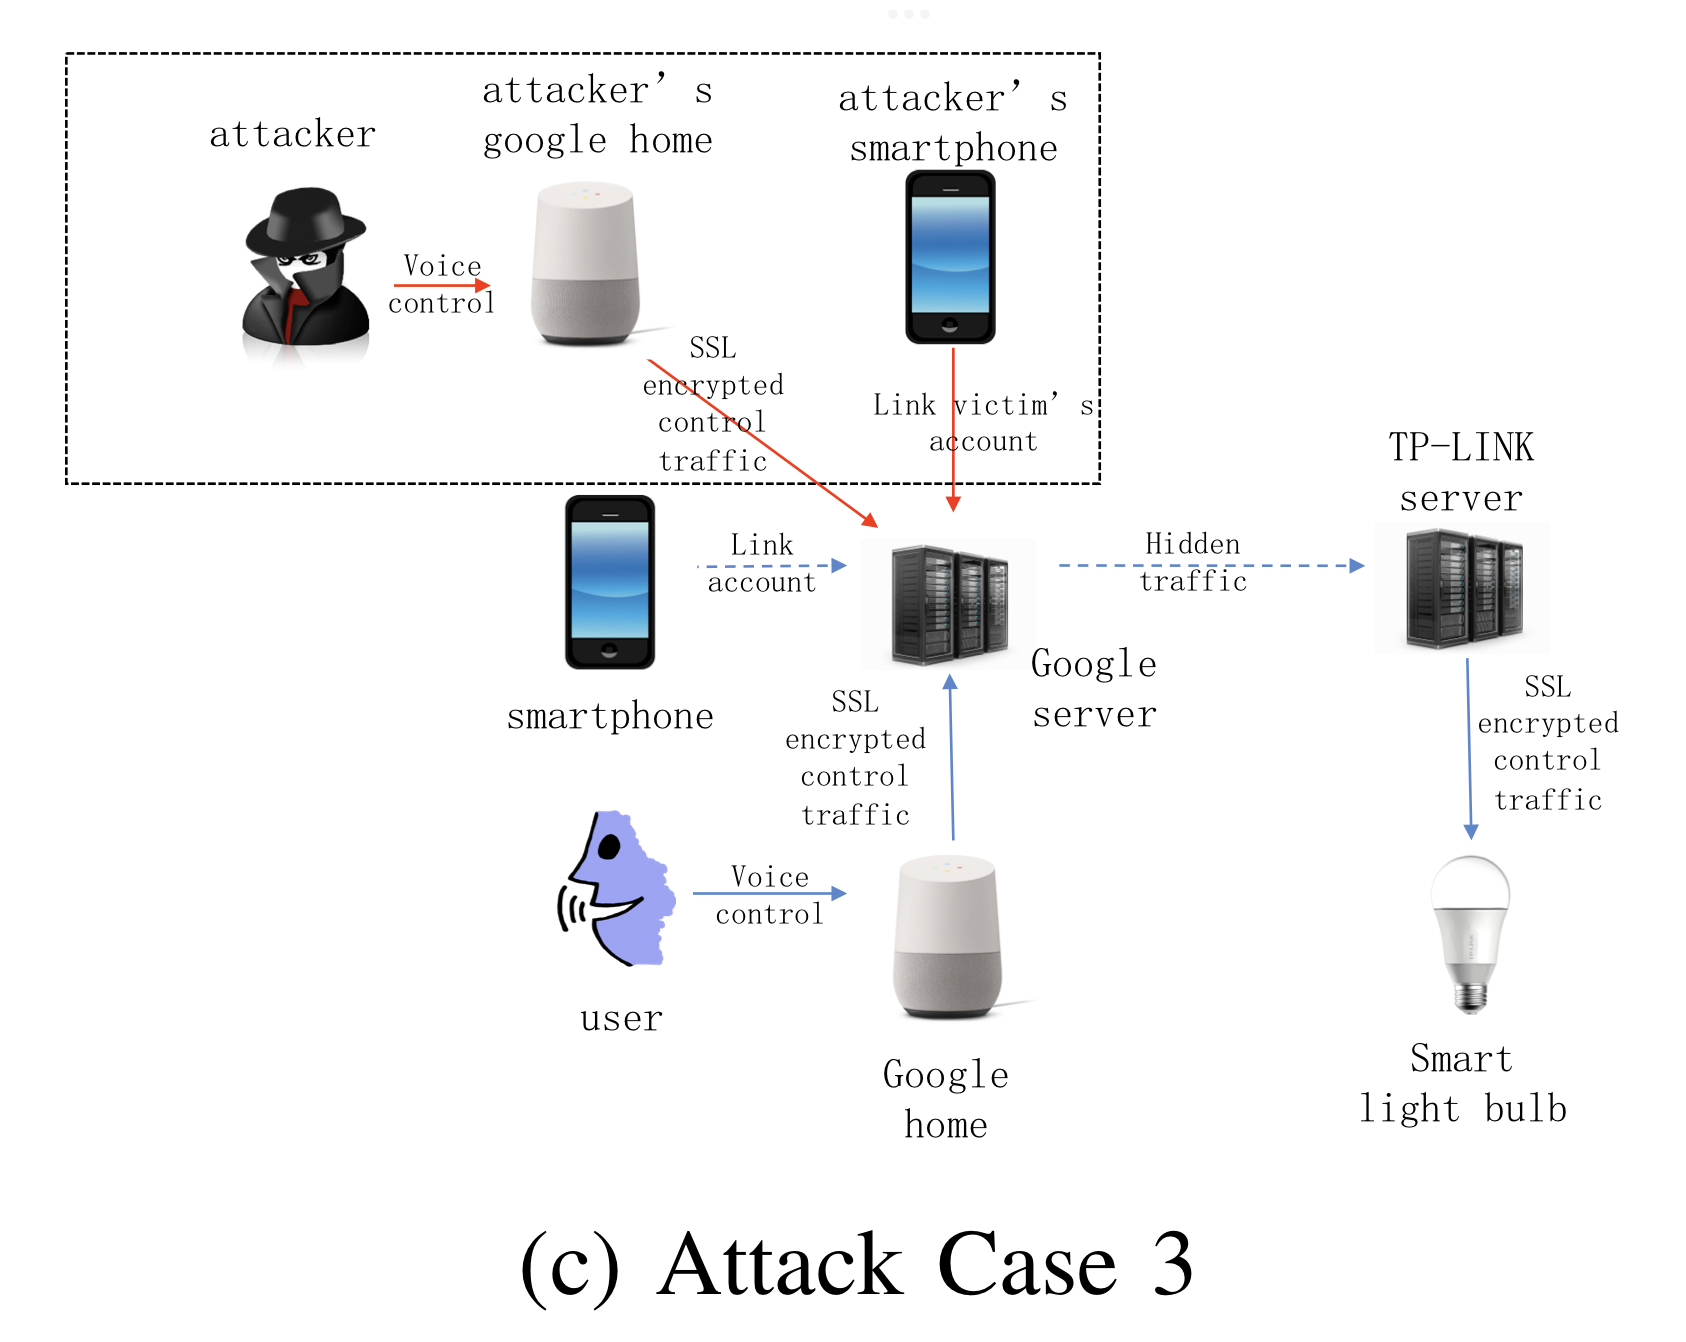 attacker
attacker’s
google home
attacker’s
smartphone
Voice
control
SSL
encrypted
control
traffic
Link victim’s
account
TP-LINK
server
Link
account
Hidden
traffic
smartphone
Google
server
SSL
encrypted
control
traffic
SSL
encrypted
control
traffic
Voice
control
user
Google
home
Smart
light bulb
(c) Attack Case 3